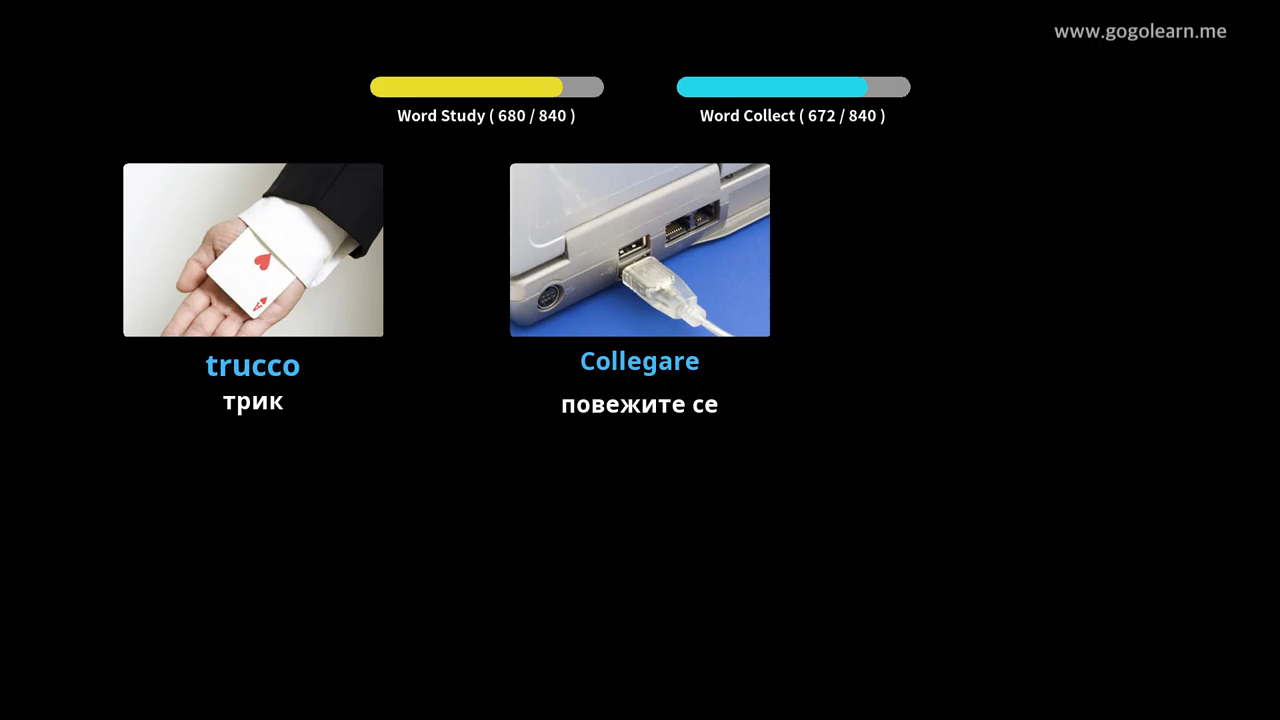 www.gogolearn.me
Word Study ( 680 / 840 )
Word Collect ( 672 / 840 )
trucco
трик
Collegare
повежите се